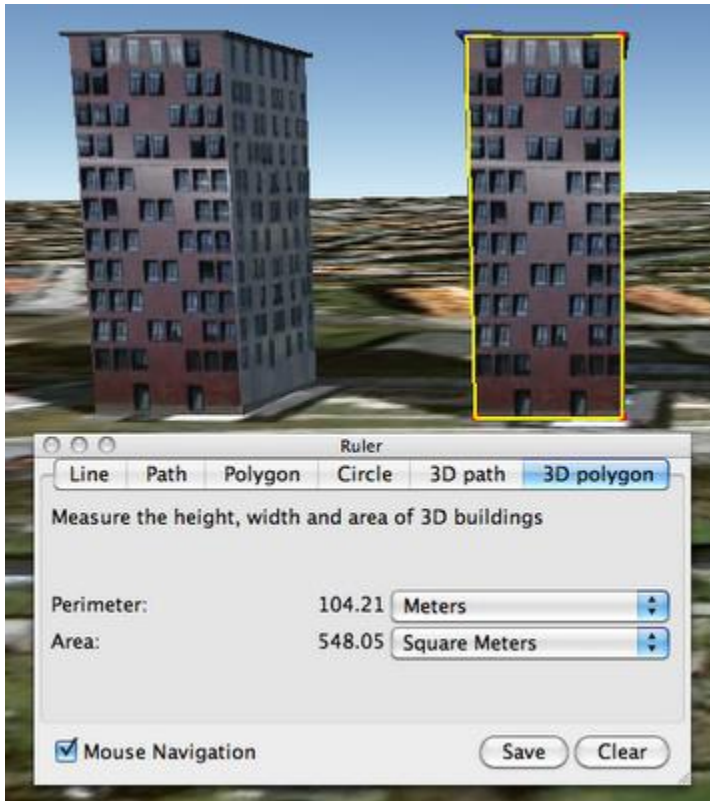 Ruler
Line Path Polygon Circle 3D path 3D polygon
Measure the height, width and area of 3D buildings
Perimeter: 104.21 Meters
Area: 548.05 Square Meters
Mouse Navigation Save Clear